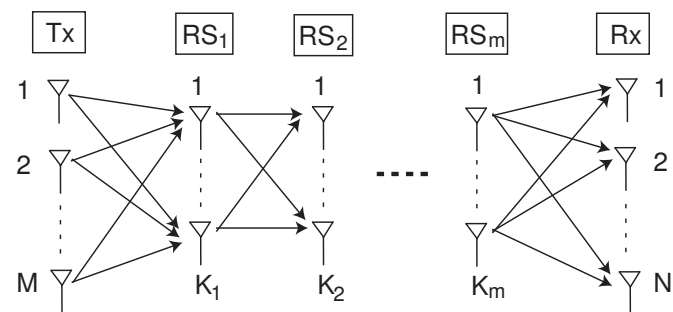 Tx RS₁ RS₂ RSₘ Rx
1 1 1 1 1
2 2
M K₁ K₂ Kₘ N